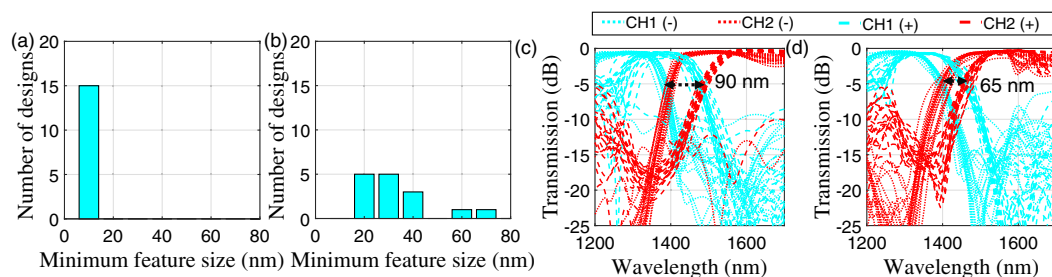 CH1 (-) CH2 (-) CH1 (+) CH2 (+)
(a)
Number of designs
20
15
10
5
0
0 20 40 60 80
Minimum feature size (nm)
(b)
Number of designs
20
15
10
5
0
0 20 40 60 80
Minimum feature size (nm)
(c)
Transmission (dB)
0
-5
-10
-15
-20
-25
90 nm
1200 1400 1600
Wavelength (nm)
(d)
Transmission (dB)
0
-5
-10
-15
-20
-25
65 nm
1200 1400 1600
Wavelength (nm)